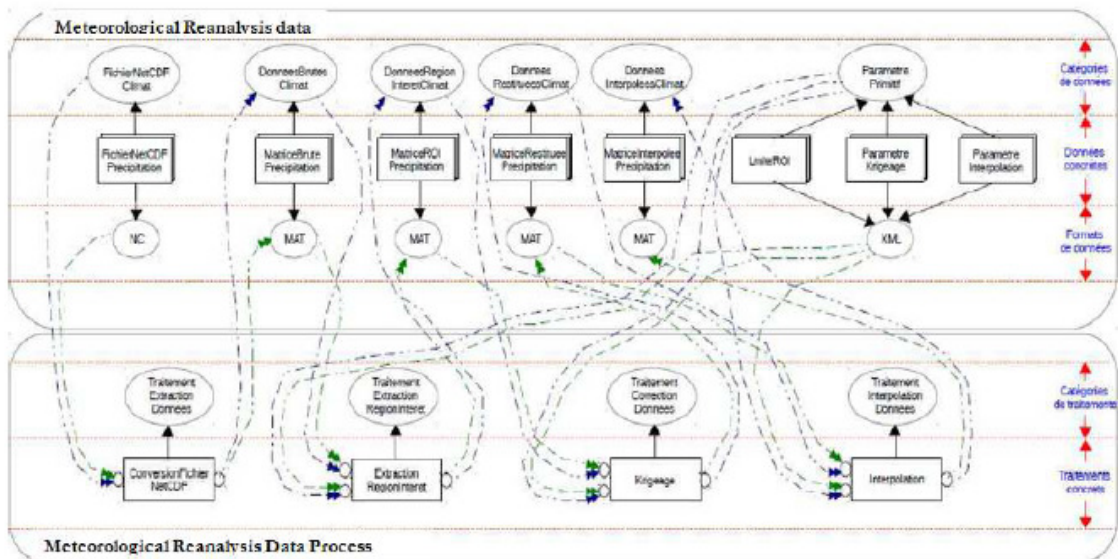 Meteorological Reanalysis data
FichierNetCDF
Climat
DonneesBrutes
Climat
DonneesRegion
InteretClimat
Donnees
RestitueesClimat
Donnees
InterpoleesClimat
Parametre
Primitif
Catégories
de données
FichierNetCDF
Precipitation
MatriceBrute
Precipitation
MatriceROI
Precipitation
MatriceRestituee
Precipitation
MatriceInterpolee
Precipitation
LimiteROI
Parametre
Krigeage
Parametre
Interpolation
Données
concrètes
NC
MAT
MAT
MAT
MAT
XML
Formats
de données
Traitement
Extraction
Donnees
Traitement
Extraction
RegionInteret
Traitement
Correction
Donnees
Traitement
Interpolation
Donnees
Catégories
de traitements
ConversionFichier
NetCDF
Extraction
RegionInteret
Krigeage
Interpolation
Traitements
concrets
Meteorological Reanalysis Data Process